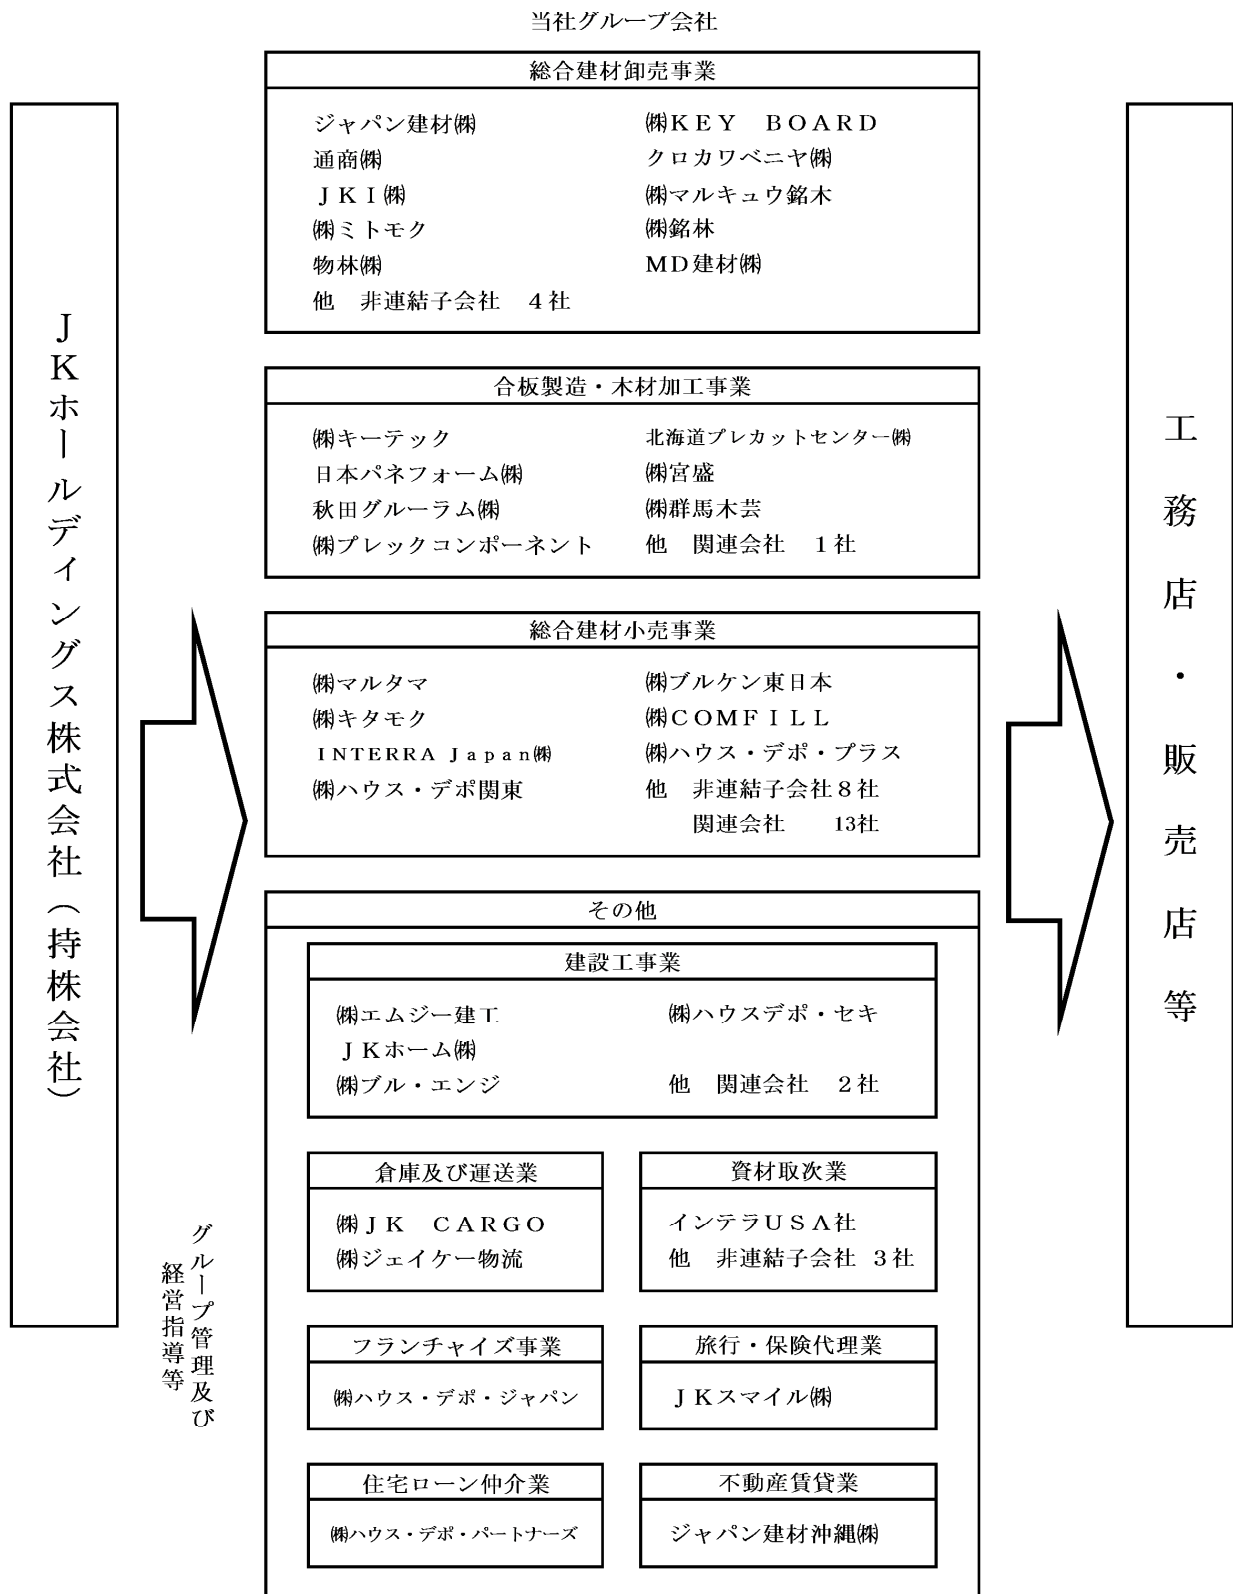 当社グループ会社
JKホールディングス株式会社(持株会社)
グループ管理及び
経営指導等
総合建材卸売事業
ジャパン建材㈱
通商㈱
JKI㈱
㈱ミトモク
物林㈱
他 非連結子会社 4社
㈱KEY BOARD
クロカワベニヤ㈱
㈱マルキュウ銘木
㈱銘林
MD建材㈱
合板製造・木材加工事業
㈱キーテック
日本パネフォーム㈱
秋田グルーラム㈱
㈱プレックコンポーネント
北海道プレカットセンター㈱
㈱宮盛
㈱群馬木芸
他 関連会社 1社
総合建材小売事業
㈱マルタマ
㈱キタモク
INTERRA Japan㈱
㈱ハウス・デポ関東
㈱ブルケン東日本
㈱COMFILL
㈱ハウス・デポ・プラス
他 非連結子会社8社
関連会社 13社
その他
建設工事業
㈱エムジー建工
JKホーム㈱
㈱ブル・エンジ
㈱ハウスデポ・セキ
他 関連会社 2社
倉庫及び運送業
㈱JK CARGO
㈱ジェイケー物流
資材取次業
インテラUSA社
他 非連結子会社 3社
フランチャイズ事業
㈱ハウス・デポ・ジャパン
旅行・保険代理業
JKスマイル㈱
住宅ローン仲介業
㈱ハウス・デポ・パートナーズ
不動産賃貸業
ジャパン建材沖縄㈱
工務店・販売店等